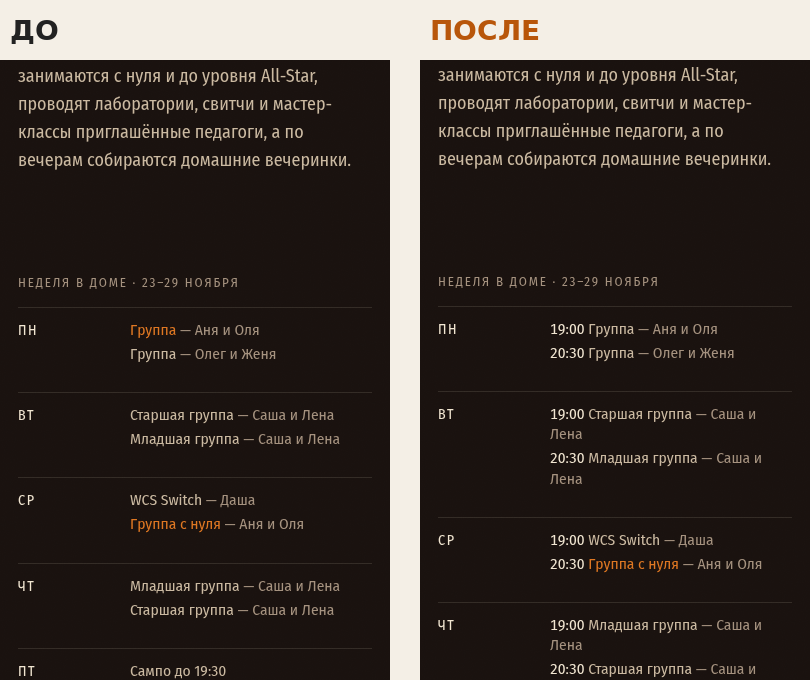 ДО
занимаются с нуля и до уровня All-Star,
проводят лаборатории, свитчи и мастер-
классы приглашённые педагоги, а по
вечерам собираются домашние вечеринки.
НЕДЕЛЯ В ДОМЕ · 23–29 НОЯБРЯ
ПН
Группа — Аня и Оля
Группа — Олег и Женя
ВТ
Старшая группа — Саша и Лена
Младшая группа — Саша и Лена
СР
WCS Switch — Даша
Группа с нуля — Аня и Оля
ЧТ
Младшая группа — Саша и Лена
Старшая группа — Саша и Лена
ПТ
Сампо до 19:30
ПОСЛЕ
занимаются с нуля и до уровня All-Star,
проводят лаборатории, свитчи и мастер-
классы приглашённые педагоги, а по
вечерам собираются домашние вечеринки.
НЕДЕЛЯ В ДОМЕ · 23–29 НОЯБРЯ
ПН
19:00 Группа — Аня и Оля
20:30 Группа — Олег и Женя
ВТ
19:00 Старшая группа — Саша и
Лена
20:30 Младшая группа — Саша и
Лена
СР
19:00 WCS Switch — Даша
20:30 Группа с нуля — Аня и Оля
ЧТ
19:00 Младшая группа — Саша и
Лена
20:30 Старшая группа — Саша и